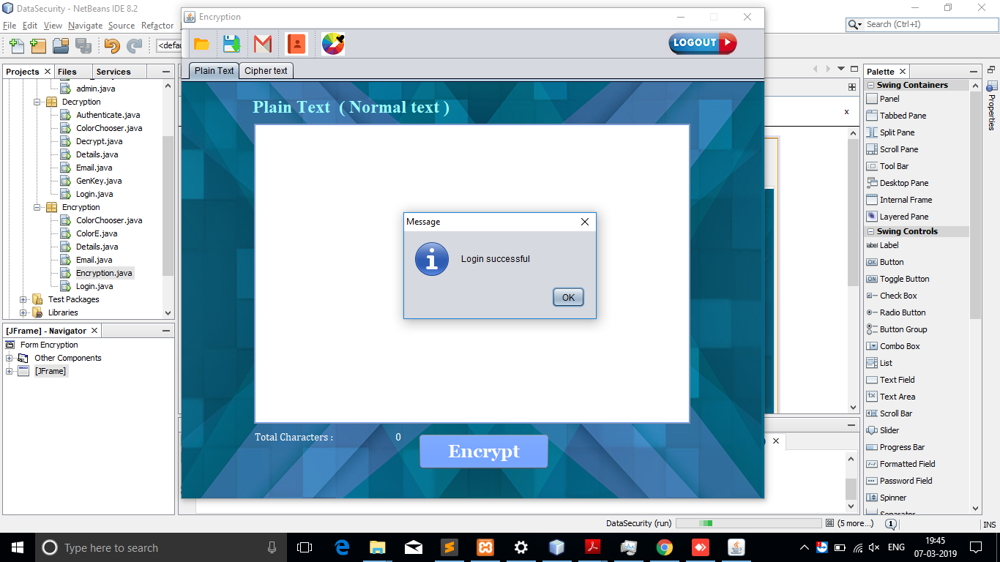 DataSecurity - NetBeans IDE 8.2
File Edit View Navigate Source Refactor
Search (Ctrl+I)
<defau
Encryption
LOGOUT
Plain Text Cipher text
Plain Text ( Normal text )
Message
Login successful
OK
Total Characters : 0
Encrypt
Projects Files Services
admin.java
Decryption
Authenticate.java
ColorChooser.java
Decrypt.java
Details.java
Email.java
GenKey.java
Login.java
Encryption
ColorChooser.java
ColorE.java
Details.java
Email.java
Encryption.java
Login.java
Test Packages
Libraries
[JFrame] - Navigator
Form Encryption
Other Components
[JFrame]
Palette
Swing Containers
Panel
Tabbed Pane
Split Pane
Scroll Pane
Tool Bar
Desktop Pane
Internal Frame
Layered Pane
Swing Controls
Label
Button
Toggle Button
Check Box
Radio Button
Button Group
Combo Box
List
Text Field
Text Area
Scroll Bar
Slider
Progress Bar
Formatted Field
Password Field
Spinner
Separator
Properties
x
DataSecurity (run) (5 more...) 1 INS
Type here to search
ENG
19:45
07-03-2019